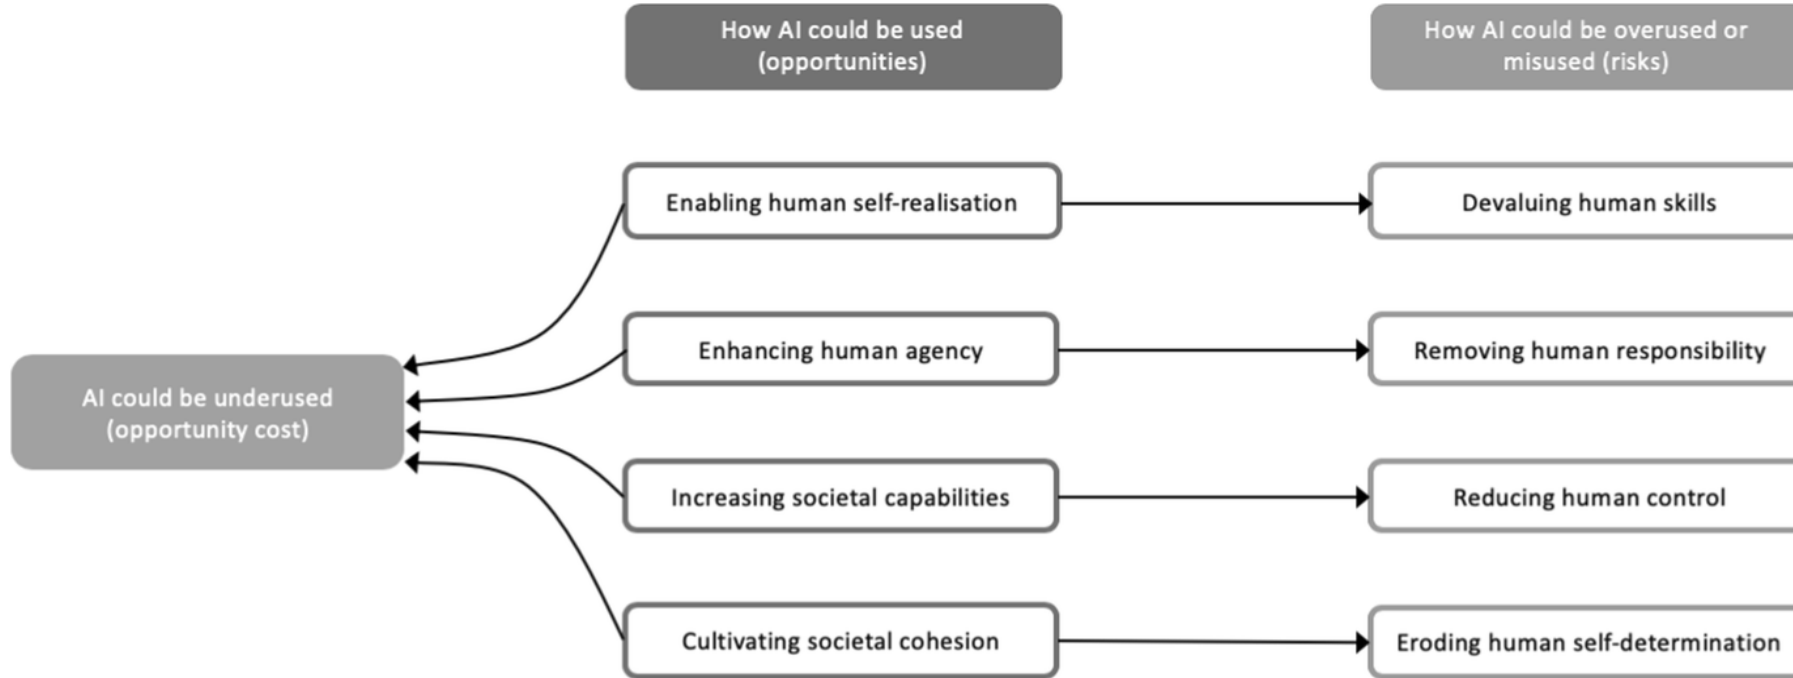 How AI could be used
(opportunities)
How AI could be overused or
misused (risks)
Enabling human self-realisation
Devaluing human skills
Enhancing human agency
Removing human responsibility
AI could be underused
(opportunity cost)
Increasing societal capabilities
Reducing human control
Cultivating societal cohesion
Eroding human self-determination